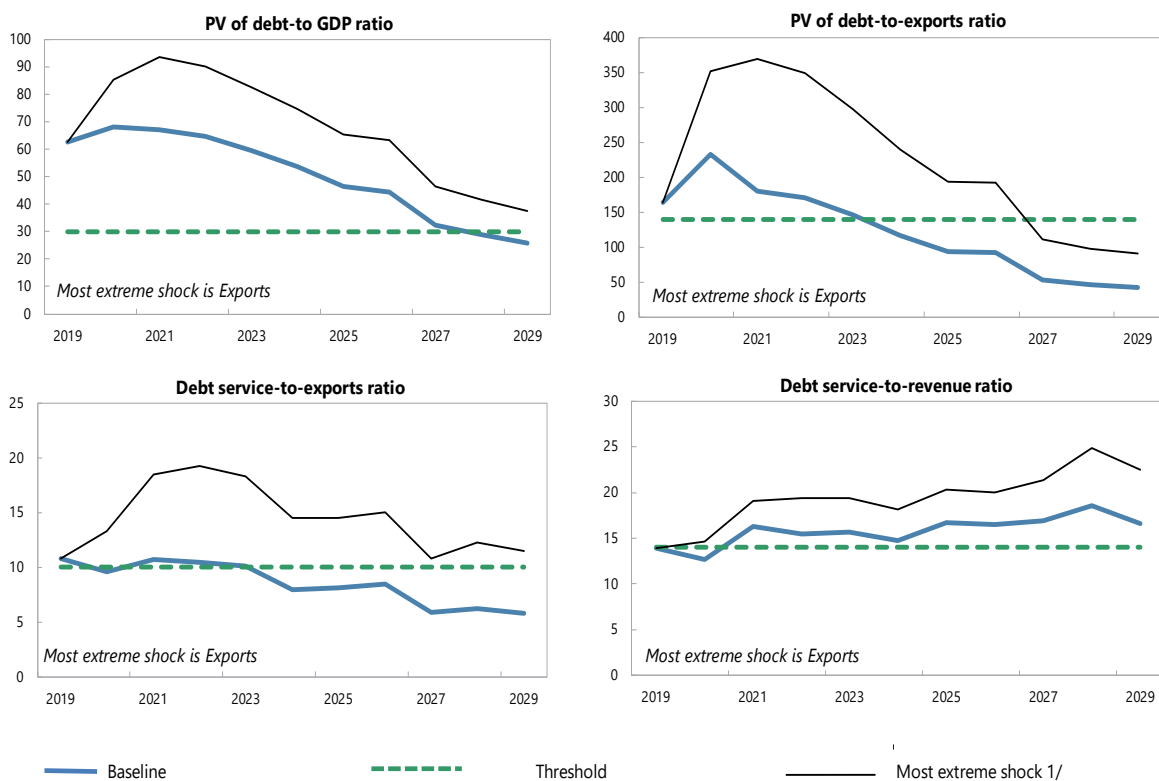 PV of debt-to GDP ratio
100
90
80
70
60
50
40
30
20
10
0
Most extreme shock is Exports
2019 2021 2023 2025 2027 2029
PV of debt-to-exports ratio
400
350
300
250
200
150
100
50
0
Most extreme shock is Exports
2019 2021 2023 2025 2027 2029
Debt service-to-exports ratio
25
20
15
10
5
0
Most extreme shock is Exports
2019 2021 2023 2025 2027 2029
Debt service-to-revenue ratio
30
25
20
15
10
5
0
Most extreme shock is Exports
2019 2021 2023 2025 2027 2029
Baseline Threshold Most extreme shock 1/